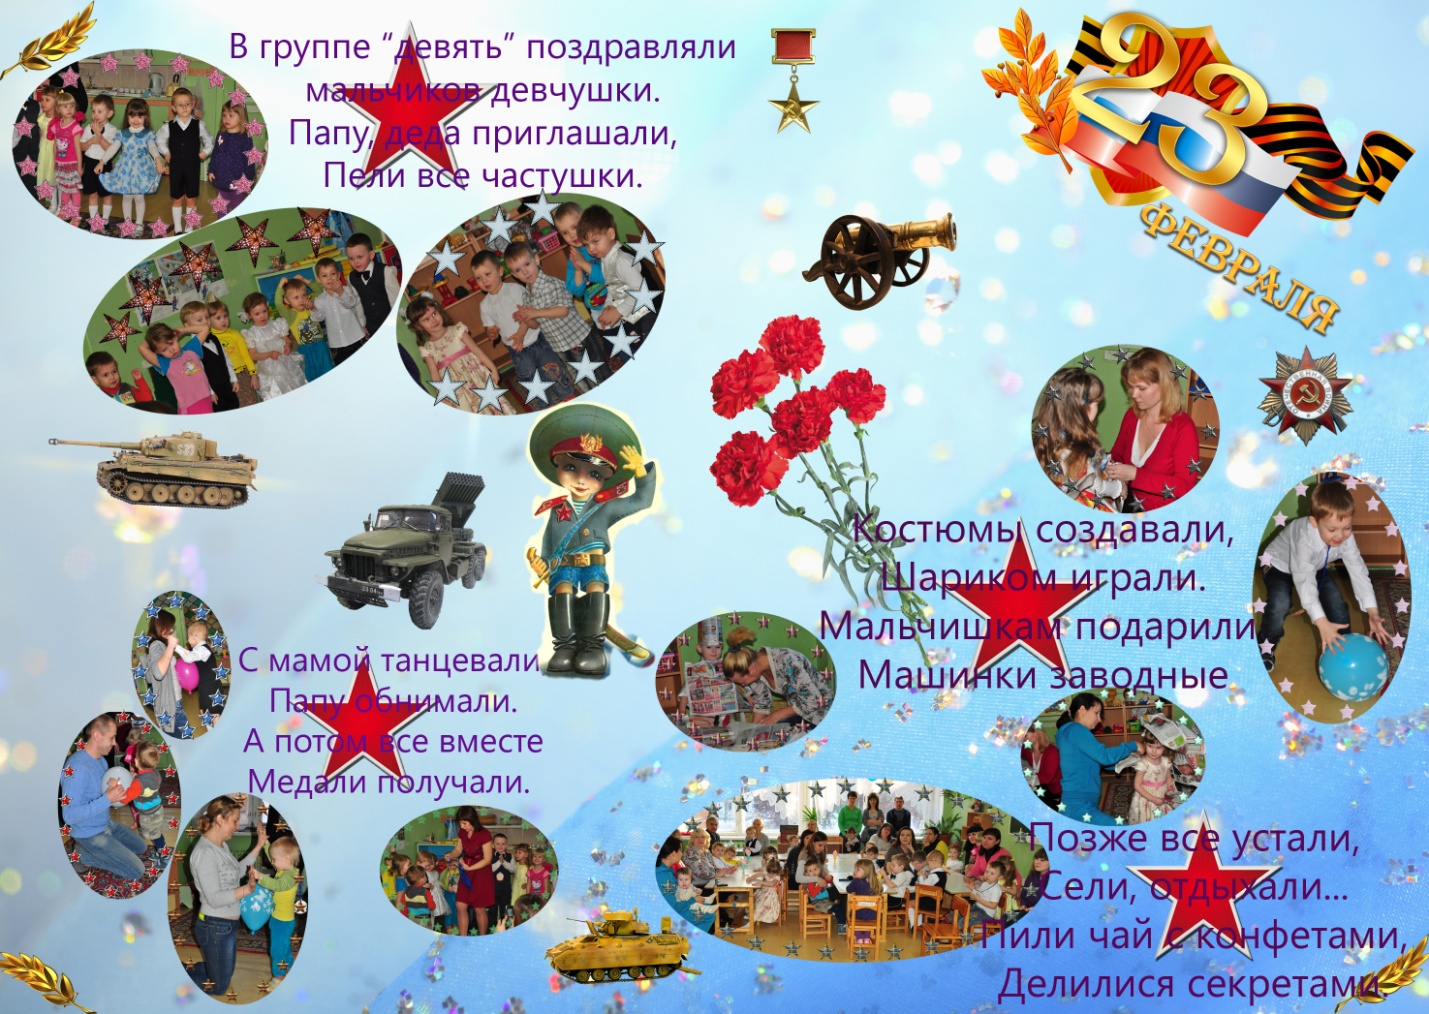 В группе “девять” поздравляли
мальчиков девчушки.
Папу, деда приглашали,
Пели все частушки.
23
ФЕВРАЛЯ
Костюмы создавали,
Шариком играли.
Мальчишкам подарили
Машинки заводные
С мамой танцевали
Папу обнимали.
А потом все вместе
Медали получали.
Позже все устали,
Сели, отдыхали...
Пили чай с конфетами,
Делилися секретами.